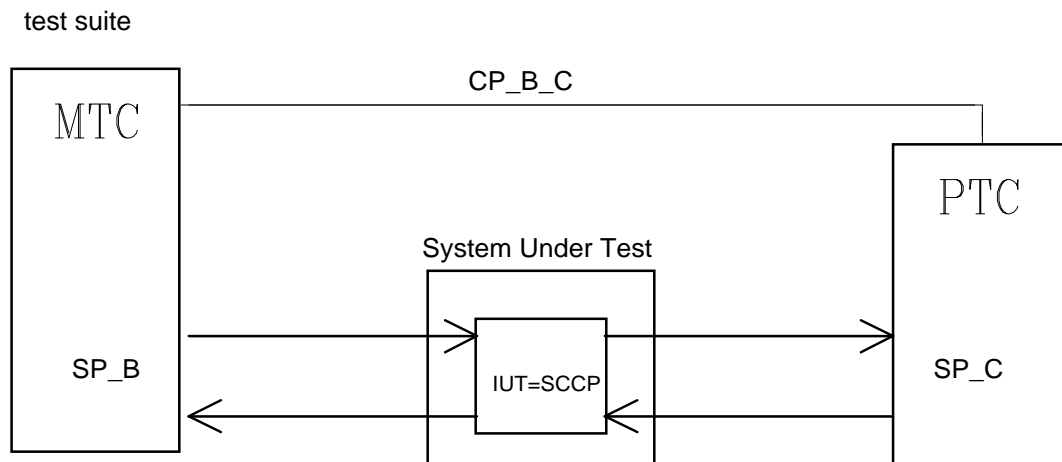 test suite
CP_B_C
MTC
PTC
System Under Test
SP_B
IUT=SCCP
SP_C